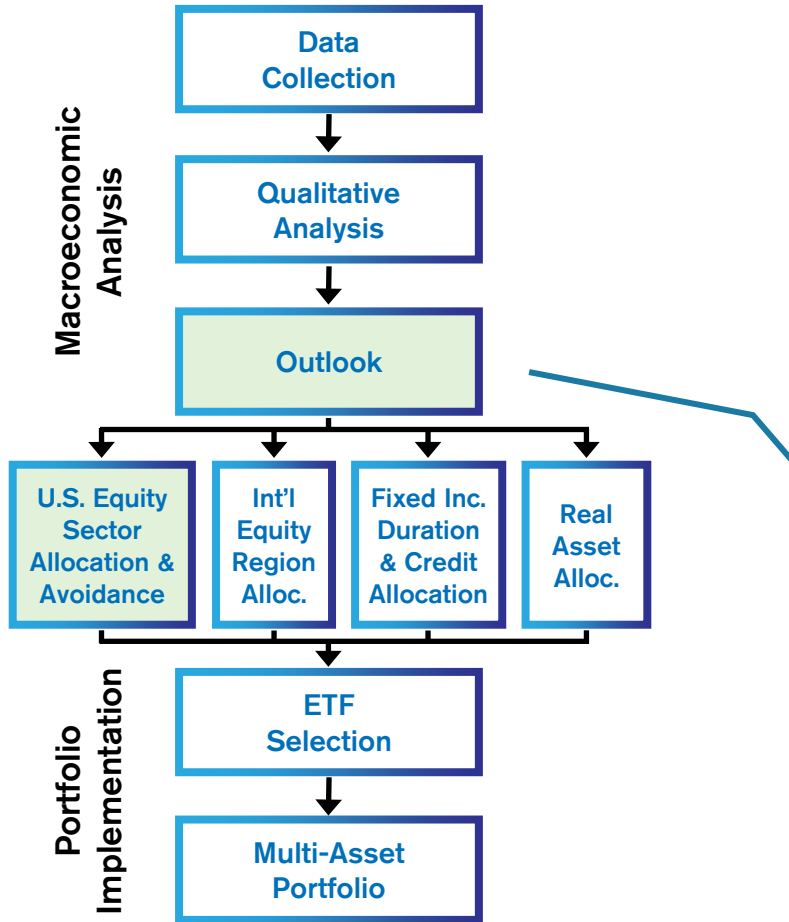 Macroeconomic
Analysis
Data
Collection
Qualitative
Analysis
Outlook
U.S. Equity
Sector
Allocation &
Avoidance
Int'l
Equity
Region
Alloc.
Fixed Inc.
Duration
& Credit
Allocation
Real
Asset
Alloc.
Portfolio
Implementation
ETF
Selection
Multi-Asset
Portfolio